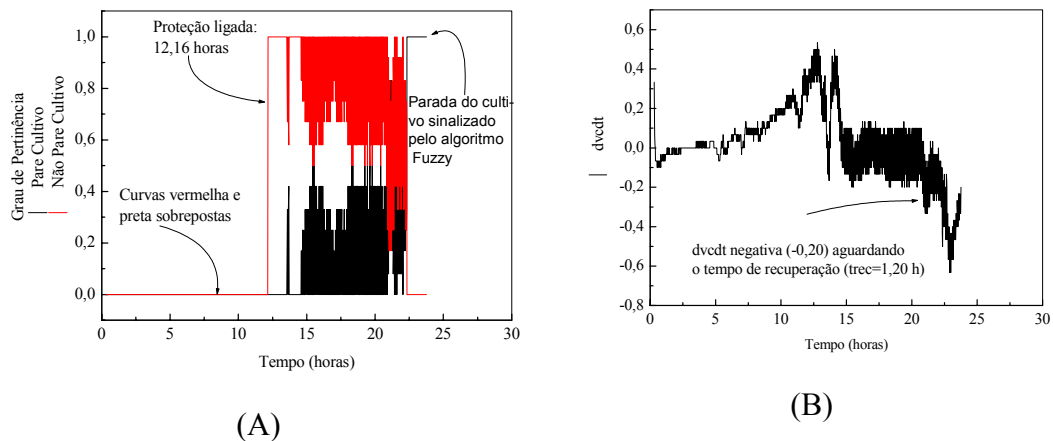 Grau de Pertinência
Pare Cultivo
Não Pare Cultivo
1,0
0,8
0,6
0,4
0,2
0,0
Proteção ligada:
12,16 horas
Parada do culti-
vo sinalizado
pelo algoritmo
Fuzzy
Curvas vermelha e
preta sobrepostas
0
5
10
15
20
25
30
Tempo (horas)
(A)
dvcdt
0,6
0,4
0,2
0,0
-0,2
-0,4
-0,6
-0,8
dvcdt negativa (-0,20) aguardando
o tempo de recuperação (trec=1,20 h)
0
5
10
15
20
25
30
Tempo (horas)
(B)